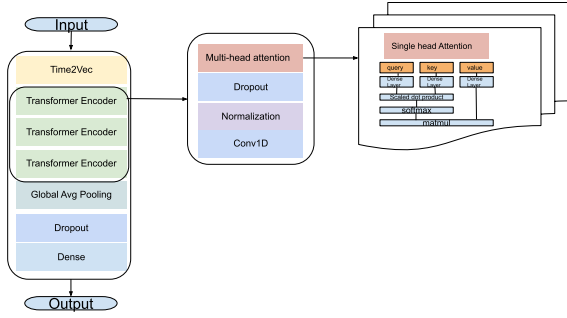 Input
Time2Vec
Transformer Encoder
Transformer Encoder
Transformer Encoder
Global Avg Pooling
Dropout
Dense
Output
Multi-head attention
Dropout
Normalization
Conv1D
Single head Attention
query key value
Dense Dense Dense
Layer Layer Layer
Scaled dot product
softmax
matmul